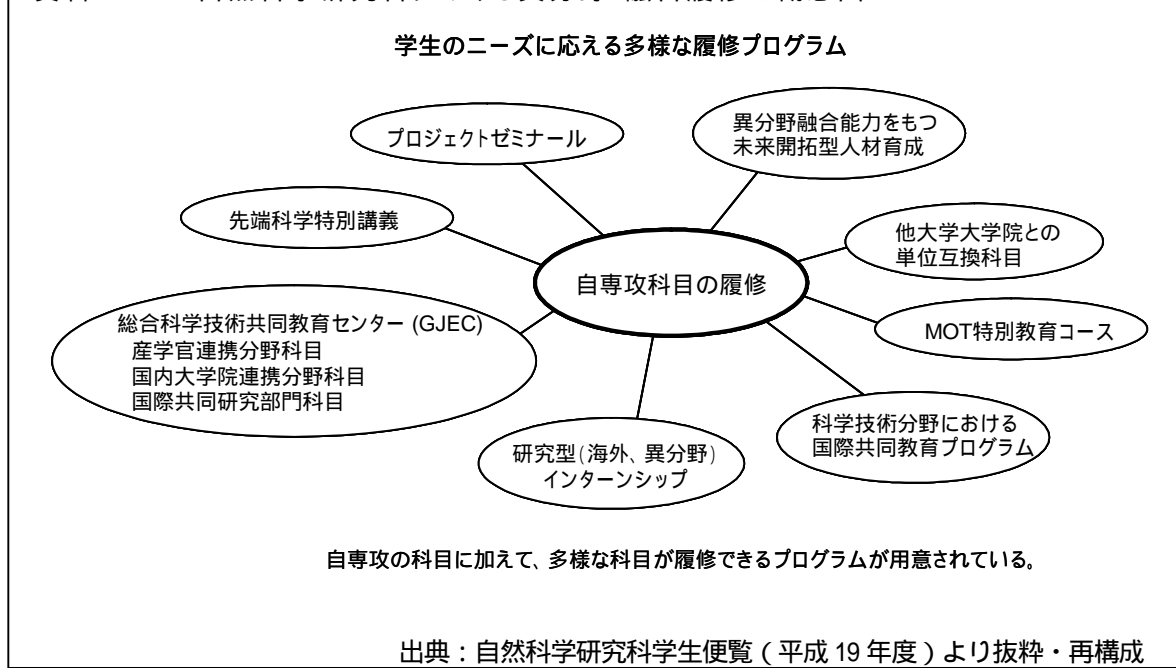 学生のニーズに応える多様な履修プログラム
プロジェクトゼミナール
異分野融合能力をもつ
未来開拓型人材育成
先端科学特別講義
他大学大学院との
単位互換科目
自専攻科目の履修
総合科学技術共同教育センター (GJEC)
産学官連携分野科目
国内大学院連携分野科目
国際共同研究部門科目
MOT特別教育コース
科学技術分野における
国際共同教育プログラム
研究型(海外、異分野)
インターンシップ
自専攻の科目に加えて、多様な科目が履修できるプログラムが用意されている。
出典：自然科学研究科学生便覧（平成 19 年度）より抜粋・再構成